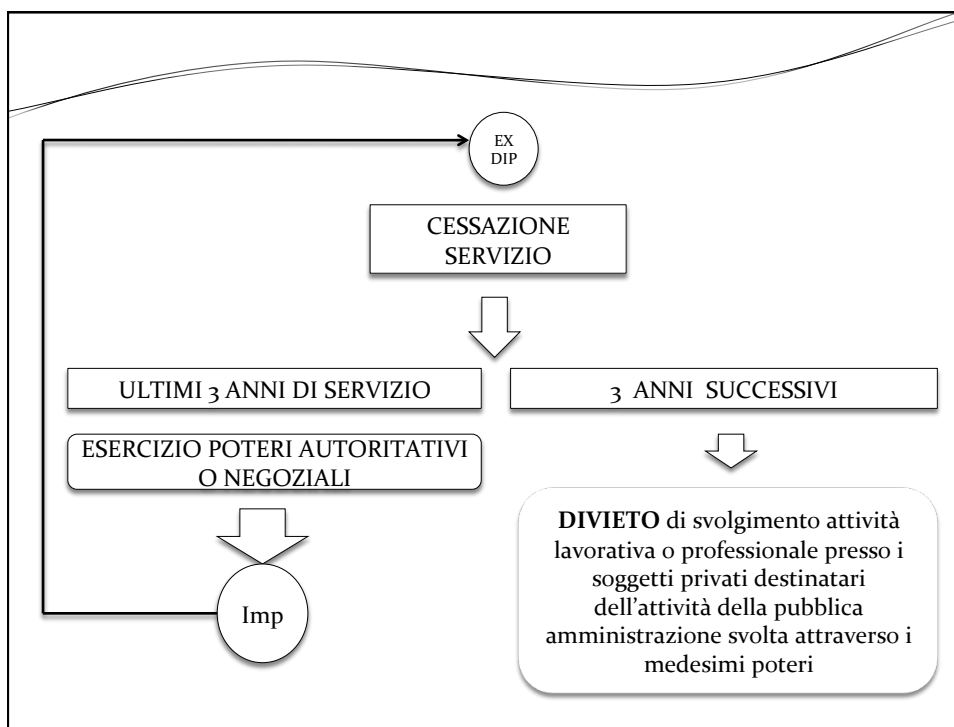 EX
DIP
CESSAZIONE
SERVIZIO
ULTIMI 3 ANNI DI SERVIZIO
3 ANNI SUCCESSIVI
ESERCIZIO POTERI AUTORITATIVI
O NEGOZIALI
DIVIETO di svolgimento attività
lavorativa o professionale presso i
soggetti privati destinatari
dell'attività della pubblica
amministrazione svolta attraverso i
medesimi poteri
Imp